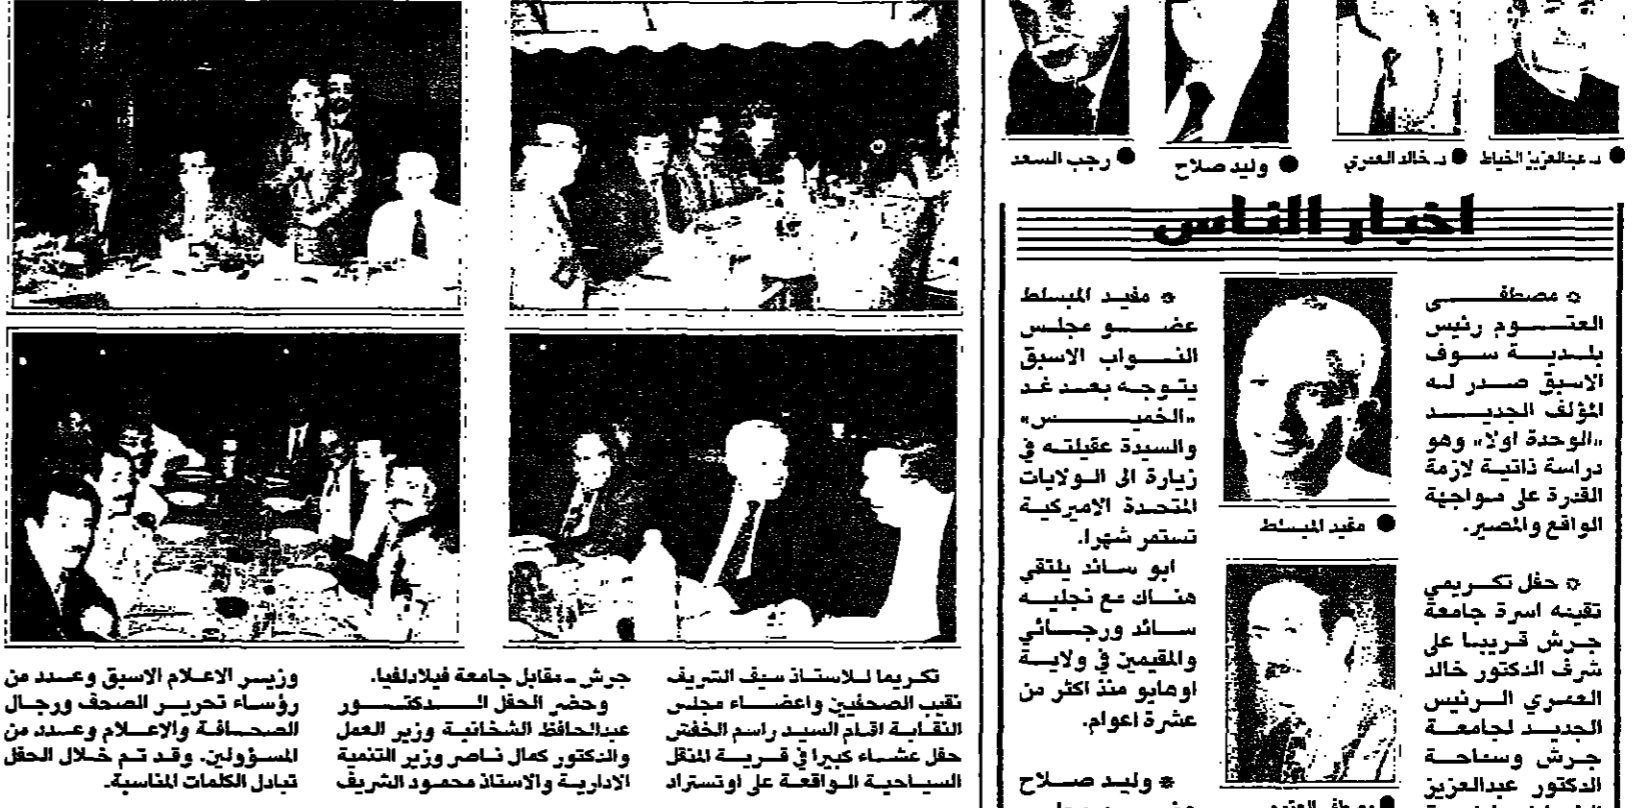 ● د. عبدالعزيز الخياط
● د. خالد العمري
● وليد صلاح
● رجب السعد
اخبار الناس
✡ مصطفى
العتوم رئيس
بلدية سوف
الاسبق صدر له
المؤلف الجديد
«الوحدة اولا» وهو
دراسة ذاتية لازمة
القدرة على مواجهة
الواقع والمصير.
✡ حفل تكريمي
تقيمه اسرة جامعة
جرش قريبا على
شرف الدكتور خالد
العمري الرئيس
الجديد لجامعة
جرش وسماحة
الدكتور عبدالعزيز
● مفيد المبسلط
✡ مفيد المبسلط
عضو مجلس
النواب الاسبق
يتوجه بعد غد
«الخميس»
والسيدة عقيلته في
زيارة الى الولايات
المتحدة الاميركية
تستمر شهرا.
ابو سائد يلتقي
هناك مع نجليه
سائد ورجائي
والمقيمين في ولاية
اوهايو منذ اكثر من
عشرة اعوام.
✡ وليد صلاح
تكريما للاستاذ سيف الشريف
نقيب الصحفيين واعضاء مجلس
النقابة اقام السيد راسم الخفش
حفل عشاء كبيرا في قرية المنقل
السياحية الواقعة على اوتستراد
جرش - مقابل جامعة فيلادلفيا.
وحضر الحفل الدكتور
عبدالحافظ الشخانبة وزير العمل
والدكتور كمال ناصر وزير التنمية
الادارية والاستاذ محمود الشريف
وزير الاعلام الاسبق وعدد من
رؤساء تحرير الصحف ورجال
الصحافة والاعلام وعدد من
المسؤولين. وقد تم خلال الحفل
تبادل الكلمات المناسبة.